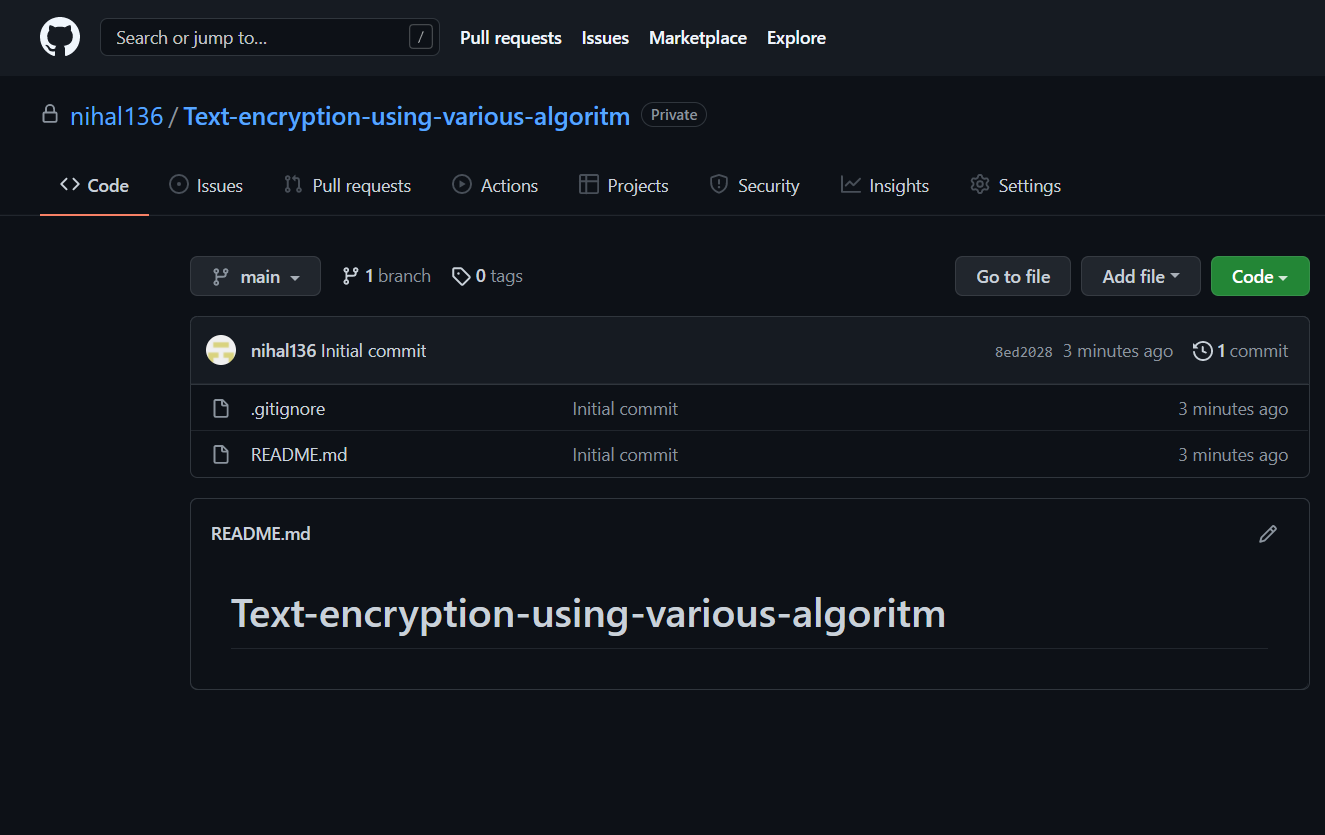 Search or jump to... / Pull requests Issues Marketplace Explore
nihal136 / Text-encryption-using-various-algoritm Private
Code Issues Pull requests Actions Projects Security Insights Settings
main 1 branch 0 tags Go to file Add file Code
nihal136 Initial commit 8ed2028 3 minutes ago 1 commit
.gitignore Initial commit 3 minutes ago
README.md Initial commit 3 minutes ago
README.md
Text-encryption-using-various-algoritm